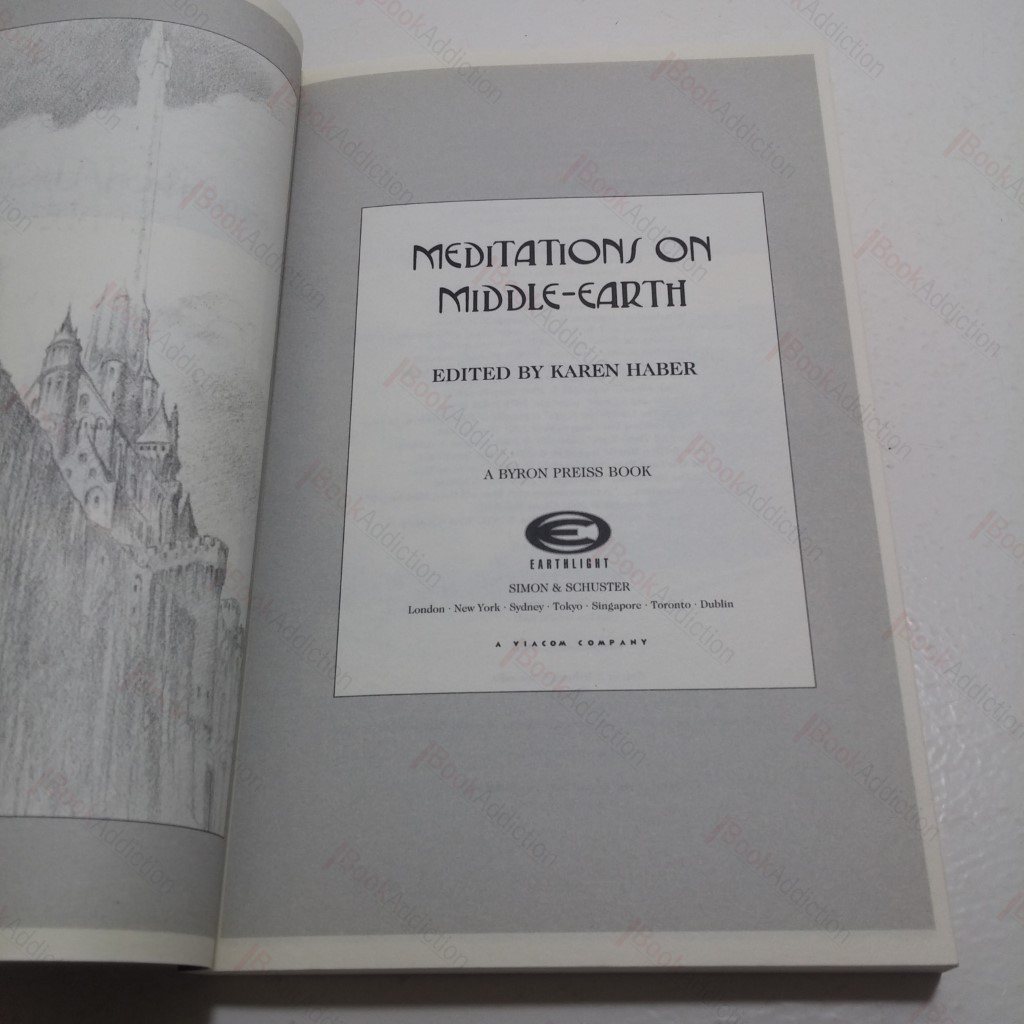 MEDITATIONS ON
MIDDLE-EARTH
EDITED BY KAREN HABER
A BYRON PREISS BOOK
EARTHLIGHT
SIMON & SCHUSTER
London · New York · Sydney · Tokyo · Singapore · Toronto · Dublin
A VIACOM COMPANY
BookAddiction